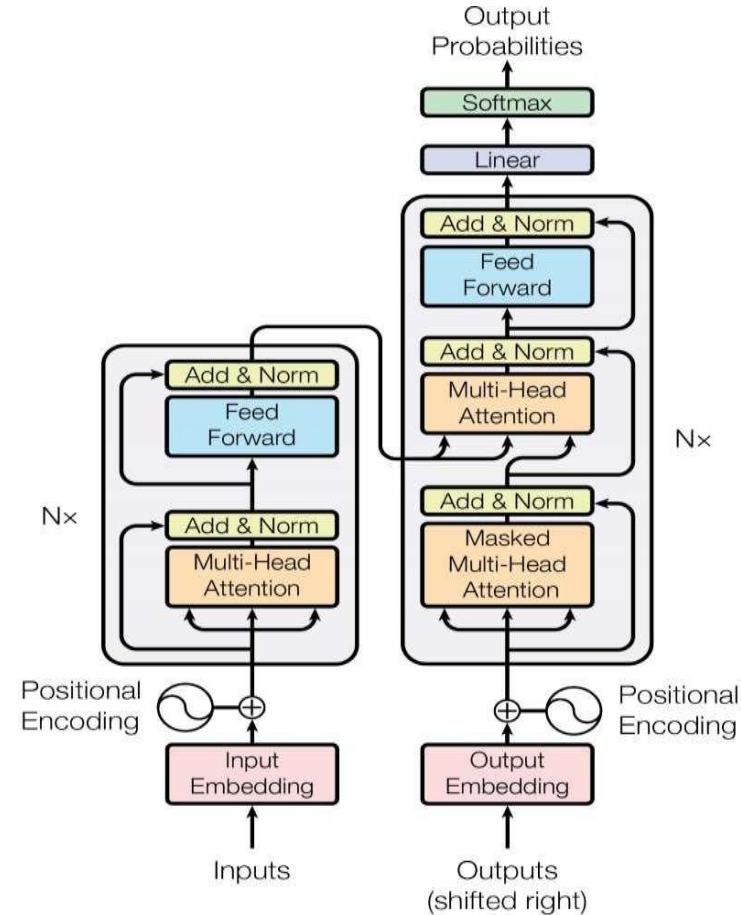 Output
Probabilities
Softmax
Linear
Add & Norm
Feed
Forward
Add & Norm
Multi-Head
Attention
Nx
Add & Norm
Masked
Multi-Head
Attention
Add & Norm
Feed
Forward
Nx
Add & Norm
Multi-Head
Attention
Positional
Encoding
Positional
Encoding
Input
Embedding
Output
Embedding
Inputs
Outputs
(shifted right)